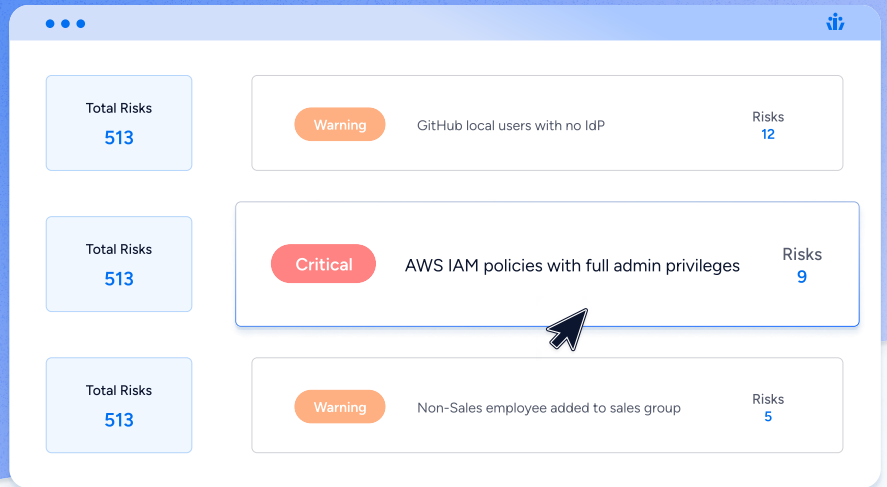 Total Risks
513
Warning
GitHub local users with no IdP
Risks
12
Total Risks
513
Critical
AWS IAM policies with full admin privileges
Risks
9
Total Risks
513
Warning
Non-Sales employee added to sales group
Risks
5